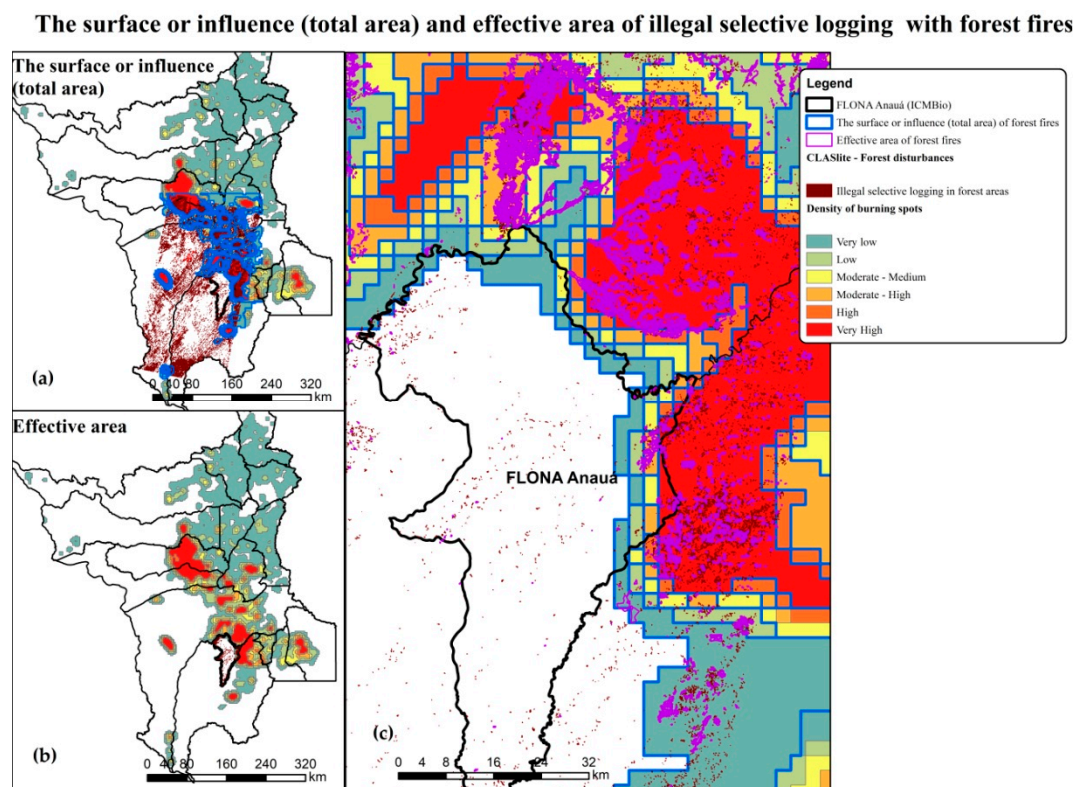 The surface or influence (total area) and effective area of illegal selective logging with forest fires
The surface or influence
(total area)
(a)
0 40 80 160 240 320
km
Effective area
(b)
0 40 80 160 240 320
km
FLONA Anauá
(c)
0 4 8 16 24 32
km
Legend
FLONA Anauá (ICMBio)
The surface or influence (total area) of forest fires
Effective area of forest fires
CLASlite - Forest disturbances
Illegal selective logging in forest areas
Density of burning spots
Very low
Low
Moderate - Medium
Moderate - High
High
Very High